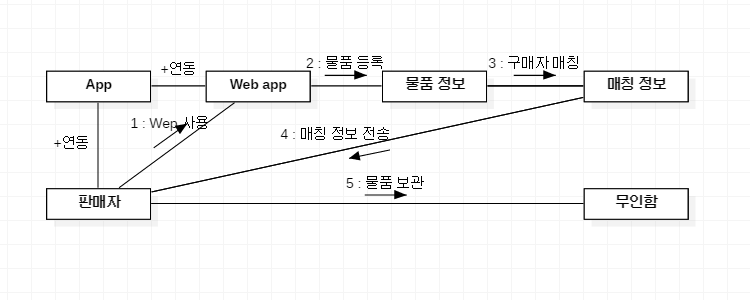 2 : 물품 등록
3 : 구매자 매칭
+연동
App
Web app
물품 정보
매칭 정보
1 : Wep 사용
4 : 매칭 정보 전송
+연동
5 : 물품 보관
판매자
무인함